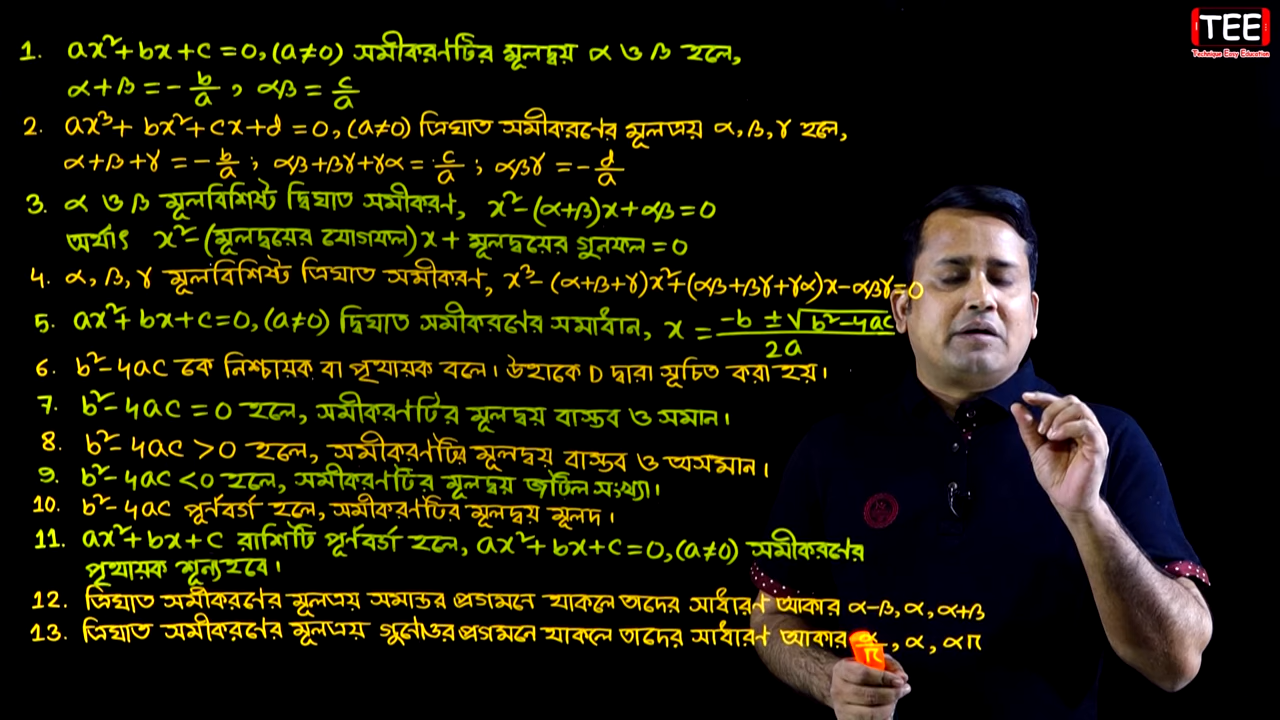 TEE
Technique Easy Education
1. ax²+bx+c=0, (a≠0) সমীকরণটির মূলদ্বয় α ও β হলে,
α+β=-b/a, αβ=c/a
2. ax³+bx²+cx+d=0, (a≠0) ত্রিঘাত সমীকরণের মূলত্রয় α, β, γ হলে,
α+β+γ=-b/a; αβ+βγ+γα=c/a; αβγ=-d/a
3. α ও β মূলবিশিষ্ট দ্বিঘাত সমীকরণ, x²-(α+β)x+αβ=0
অর্থাৎ x²-(মূলদ্বয়ের যোগফল)x+মূলদ্বয়ের গুনফল=0
4. α, β, γ মূলবিশিষ্ট ত্রিঘাত সমীকরণ, x³-(α+β+γ)x²+(αβ+βγ+γα)x-αβγ=0
5. ax²+bx+c=0, (a≠0) দ্বিঘাত সমীকরণের সমাধান, x=(-b±√(b²-4ac))/2a
6. b²-4ac কে নিশ্চায়ক বা পৃথায়ক বলে। উহাকে D দ্বারা সূচিত করা হয়।
7. b²-4ac=0 হলে, সমীকরণটির মূলদ্বয় বাস্তব ও সমান।
8. b²-4ac>0 হলে, সমীকরণটির মূলদ্বয় বাস্তব ও অসমান।
9. b²-4ac<0 হলে, সমীকরণটির মূলদ্বয় জটিল সংখ্যা।
10. b²-4ac পূর্নবর্গ হলে, সমীকরণটির মূলদ্বয় মূলদ।
11. ax²+bx+c রাশিটি পূর্নবর্গ হলে, ax²+bx+c=0, (a≠0) সমীকরণের
পৃথায়ক শূন্য হবে।
12. ত্রিঘাত সমীকরণের মূলত্রয় সমান্তর প্রগমনে থাকলে তাদের সাধারণ আকার α-β, α, α+β
13. ত্রিঘাত সমীকরণের মূলত্রয় গুনোত্তর প্রগমনে থাকলে তাদের সাধারণ আকার α/π, α, απ